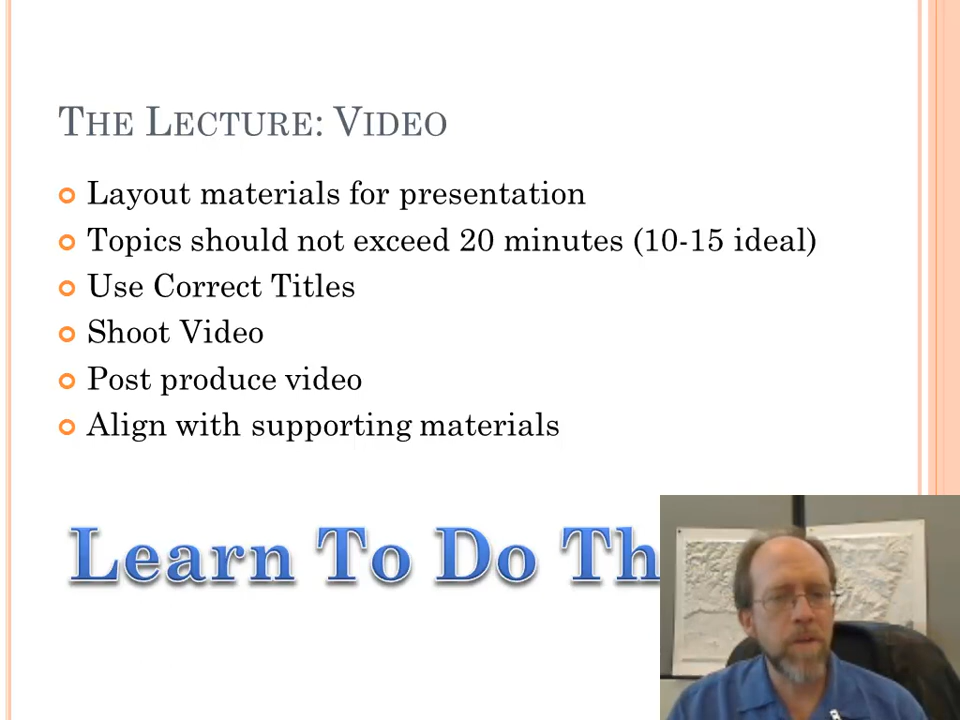 THE LECTURE: VIDEO
Layout materials for presentation
Topics should not exceed 20 minutes (10-15 ideal)
Use Correct Titles
Shoot Video
Post produce video
Align with supporting materials
Learn To Do Th